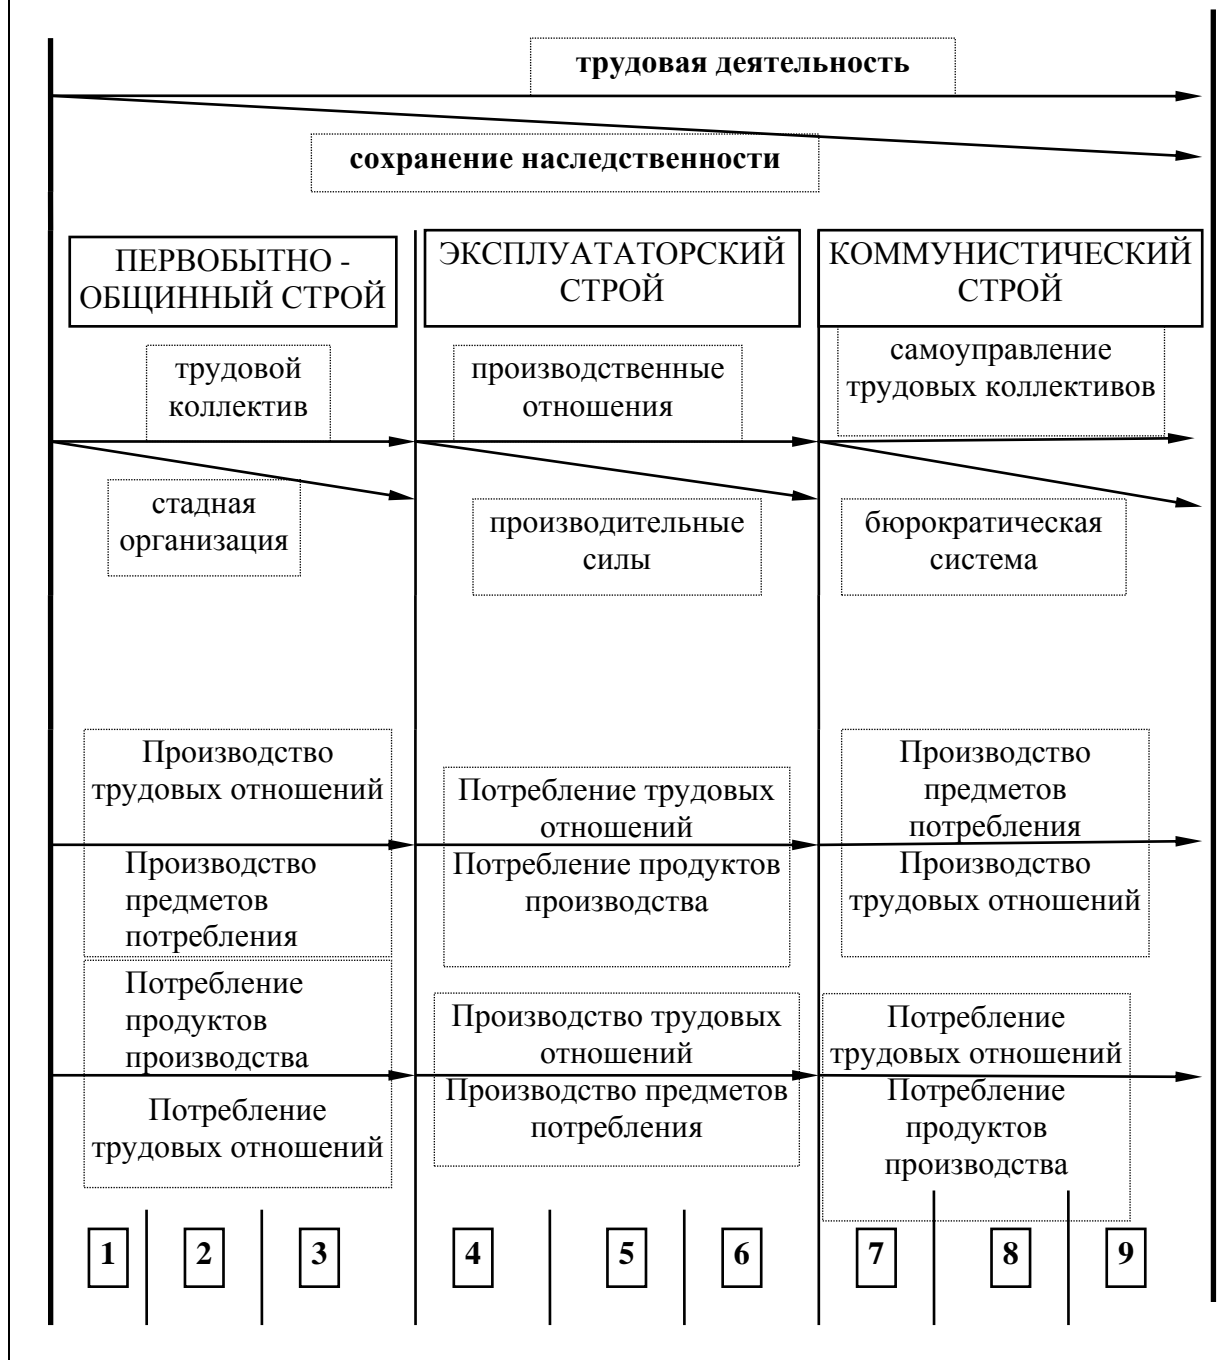 трудовая деятельность
сохранение наследственности
ПЕРВОБЫТНО -
ОБЩИННЫЙ СТРОЙ
ЭКСПЛУАТАТОРСКИЙ
СТРОЙ
КОММУНИСТИЧЕСКИЙ
СТРОЙ
трудовой
коллектив
производственные
отношения
самоуправление
трудовых коллективов
стадная
организация
производительные
силы
бюрократическая
система
Производство
трудовых отношений
Производство
предметов
потребления
Потребление трудовых
отношений
Потребление продуктов
производства
Производство
предметов
потребления
Производство
трудовых отношений
Потребление
продуктов
производства
Потребление
трудовых отношений
Производство трудовых
отношений
Производство предметов
потребления
Потребление
трудовых отношений
Потребление
продуктов
производства
1 2 3 4 5 6 7 8 9